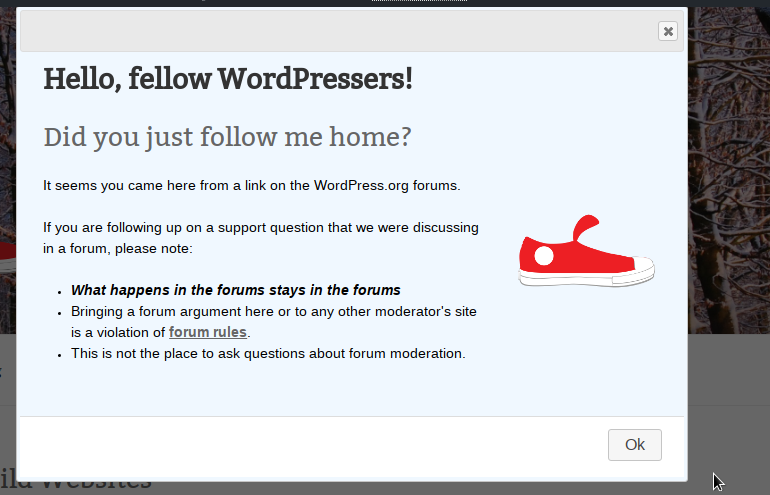 Hello, fellow WordPressers!
Did you just follow me home?
It seems you came here from a link on the WordPress.org forums.
If you are following up on a support question that we were discussing
in a forum, please note:
What happens in the forums stays in the forums
Bringing a forum argument here or to any other moderator's site
is a violation of forum rules.
This is not the place to ask questions about forum moderation.
Ok
Websites